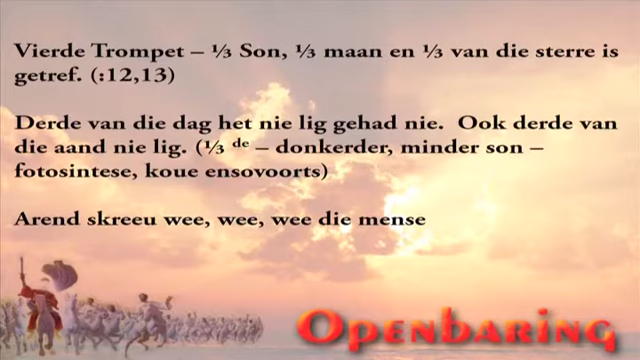 Vierde Trompet – ⅓ Son, ⅓ maan en ⅓ van die sterre is
getref. (:12,13)
Derde van die dag het nie lig gehad nie. Ook derde van
die aand nie lig. (⅓ de – donkerder, minder son –
fotosintese, koue ensovoorts)
Arend skreeu wee, wee, wee die mense
Openbaring